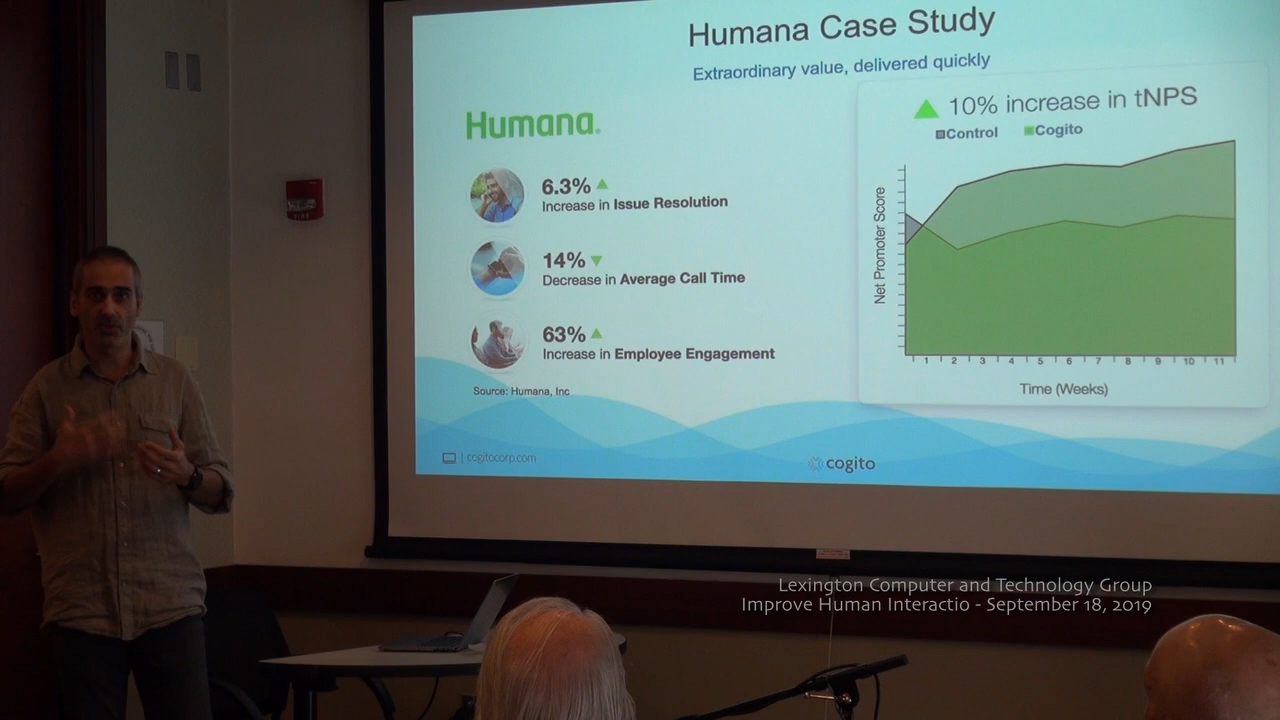 Humana Case Study
Extraordinary value, delivered quickly
Humana.
6.3%
Increase in Issue Resolution
14%
Decrease in Average Call Time
63%
Increase in Employee Engagement
Source: Humana, Inc
10% increase in tNPS
Control Cogito
Net Promoter Score
1 2 3 4 5 6 7 8 9 10 11
Time (Weeks)
| cogitocorp.com
cogito
Lexington Computer and Technology Group
Improve Human Interactio - September 18, 2019